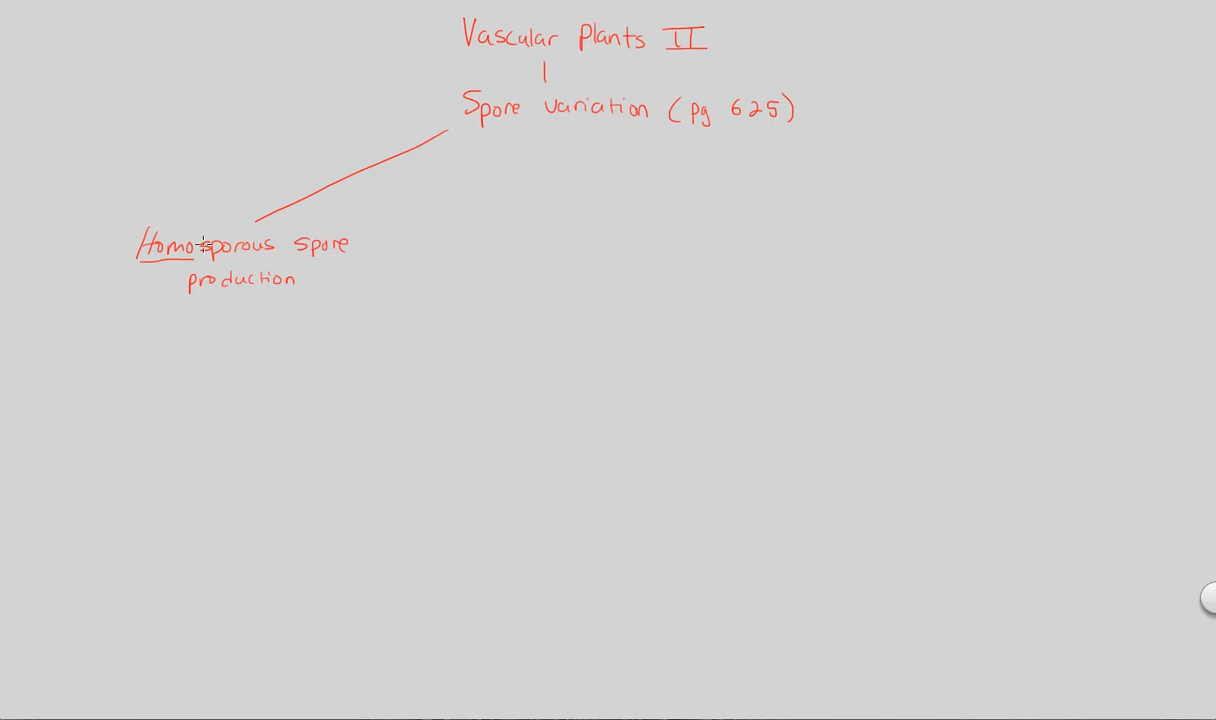 Vascular Plants II
Spore variation (pg 625)
Homosporous spore
production